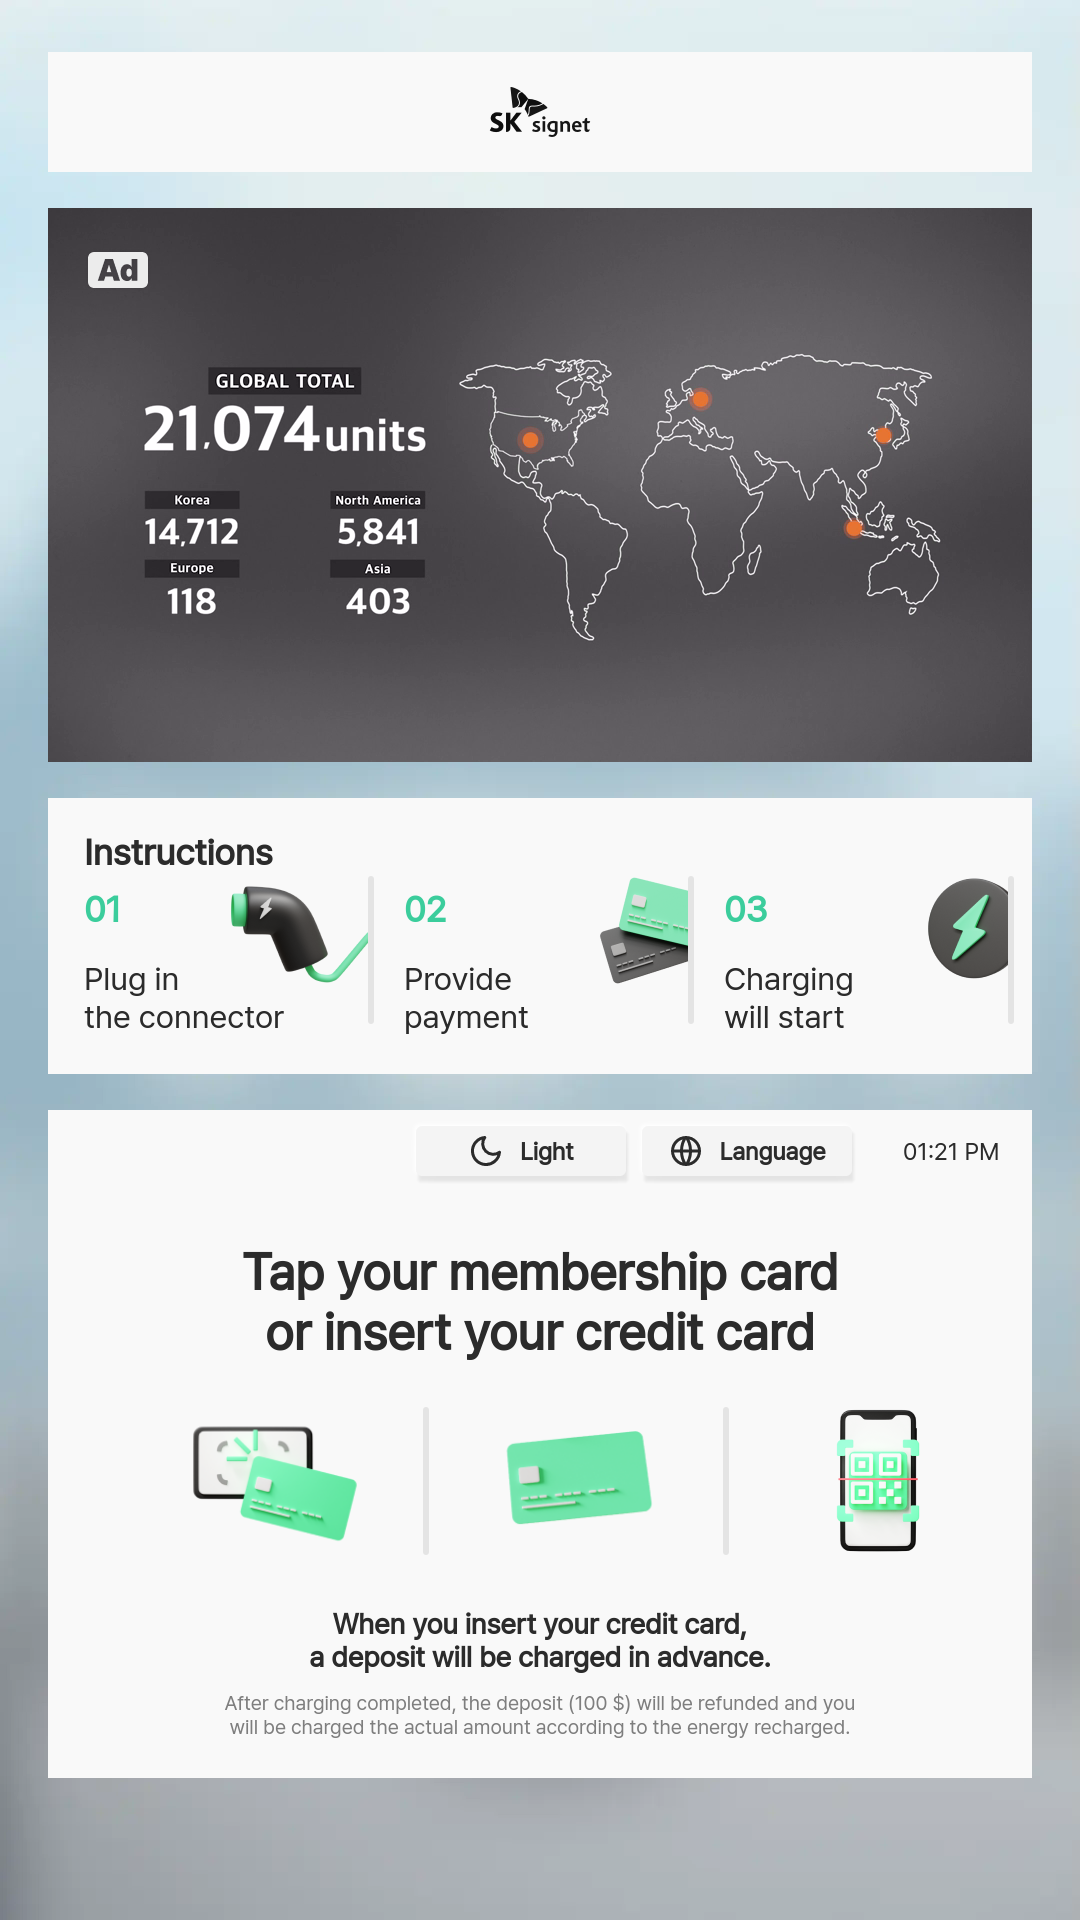 SK signet
Ad
GLOBAL TOTAL
21,074 units
Korea
14,712
North America
5,841
Europe
118
Asia
403
Instructions
01
Plug in
the connector
02
Provide
payment
03
Charging
will start
Light
Language
01:21 PM
Tap your membership card
or insert your credit card
When you insert your credit card,
a deposit will be charged in advance.
After charging completed, the deposit (100 $) will be refunded and you
will be charged the actual amount according to the energy recharged.